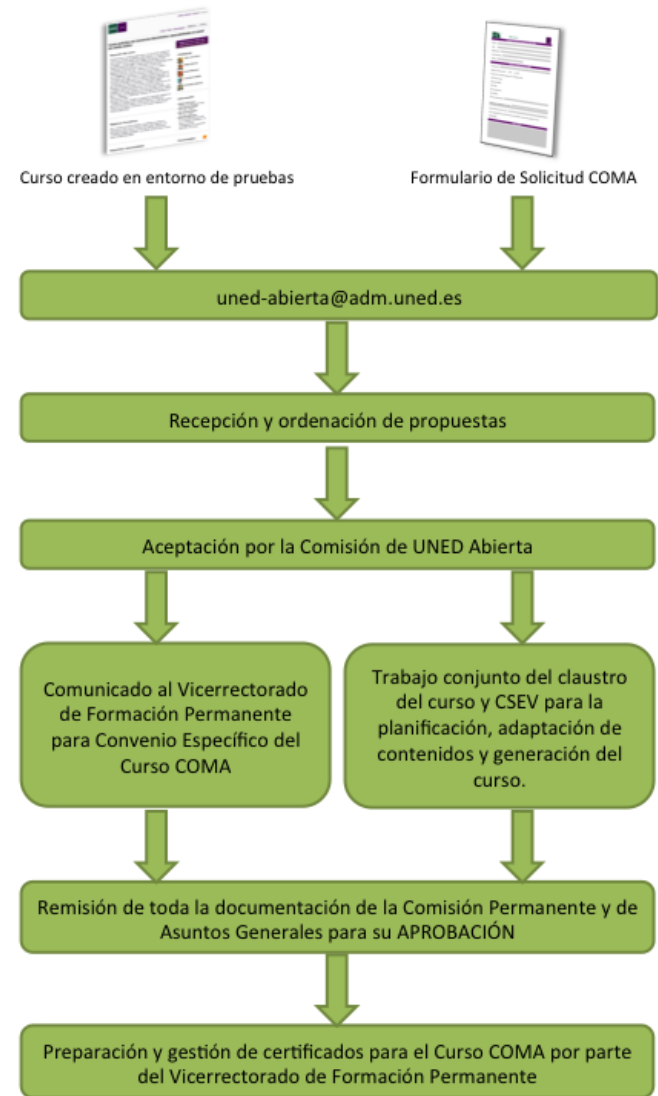 Curso creado en entorno de pruebas
Formulario de Solicitud COMA
uned-abierta@adm.uned.es
Recepción y ordenación de propuestas
Aceptación por la Comisión de UNED Abierta
Comunicado al Vicerrectorado
de Formación Permanente
para Convenio Específico del
Curso COMA
Trabajo conjunto del claustro
del curso y CSEV para la
planificación, adaptación de
contenidos y generación del
curso.
Remisión de toda la documentación de la Comisión Permanente y de
Asuntos Generales para su APROBACIÓN
Preparación y gestión de certificados para el Curso COMA por parte
del Vicerrectorado de Formación Permanente